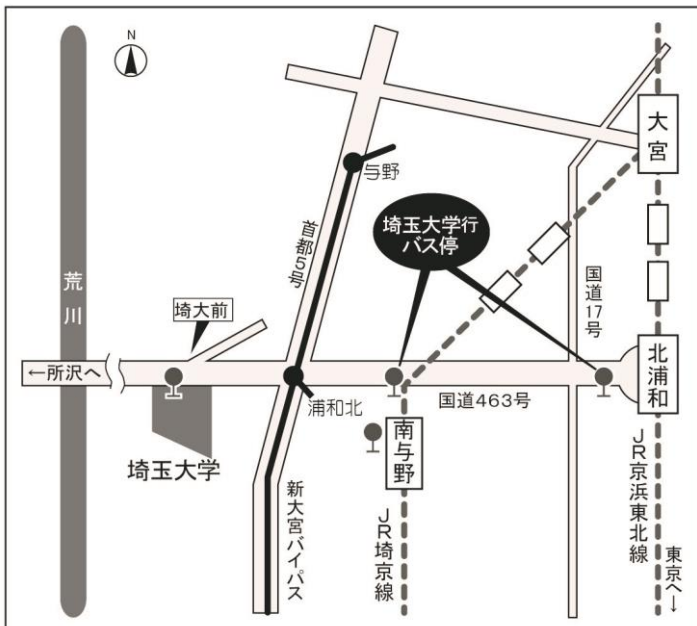 N
大宮
与野
埼玉大学行
バス停
首都5号
国道17号
荒川
埼大前
←所沢へ
北浦和
浦和北
国道463号
南与野
埼玉大学
新大宮バイパス
JR埼京線
JR京浜東北線
東京へ→